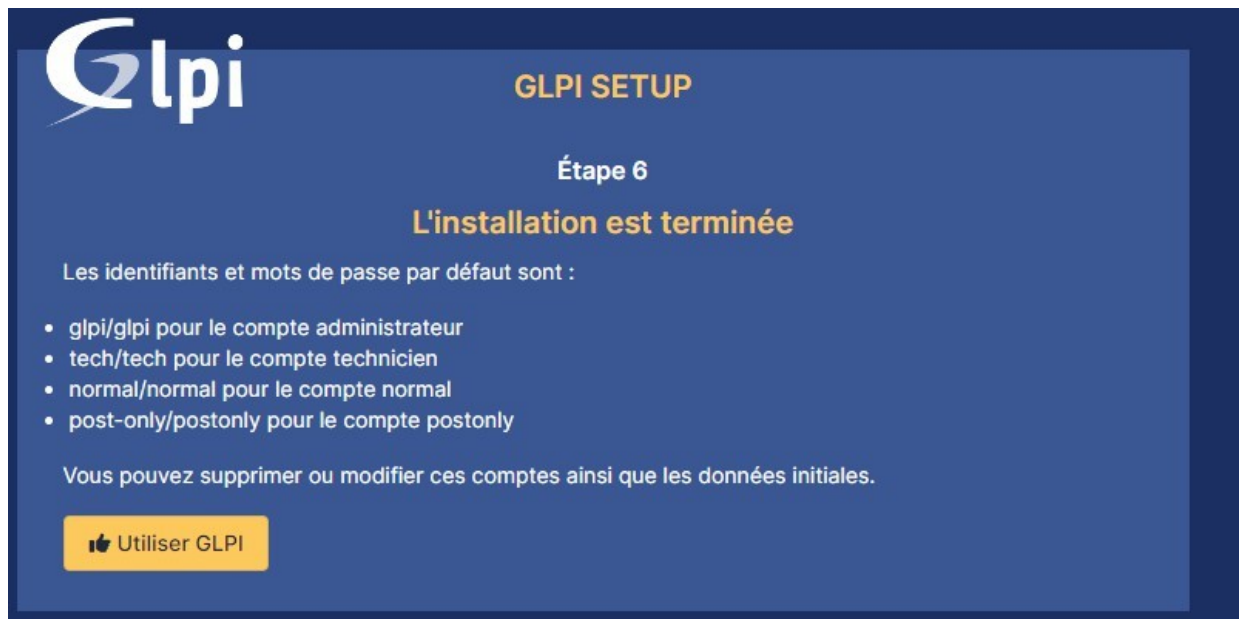 Glpi
GLPI SETUP
Étape 6
L'installation est terminée
Les identifiants et mots de passe par défaut sont :
• glpi/glpi pour le compte administrateur
• tech/tech pour le compte technicien
• normal/normal pour le compte normal
• post-only/postonly pour le compte postonly
Vous pouvez supprimer ou modifier ces comptes ainsi que les données initiales.
Utiliser GLPI